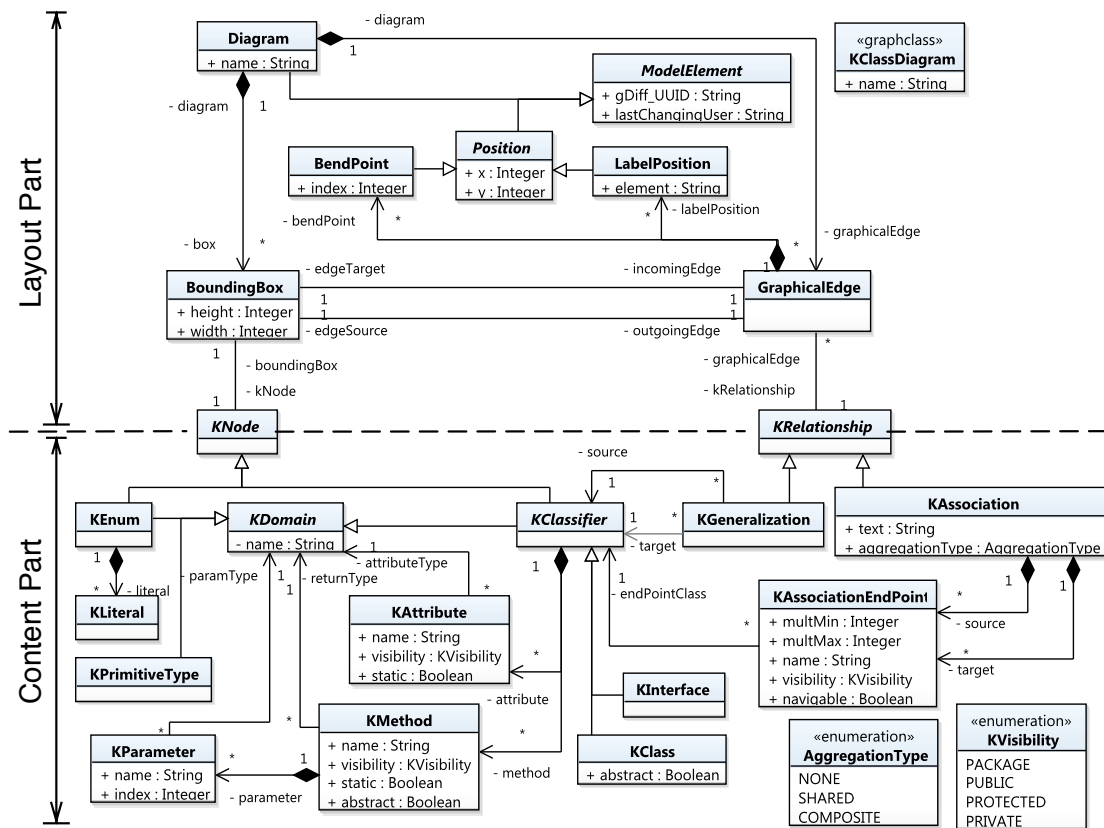 - diagram
1
Diagram
+ name : String
«graphclass»
KClassDiagram
+ name : String
ModelElement
+ gDiff_UUID : String
+ lastChangingUser : String
- diagram
1
Layout Part
BendPoint
+ index : Integer
Position
+ x : Integer
+ y : Integer
LabelPosition
+ element : String
- bendPoint
*
*
- labelPosition
- box
*
*
- graphicalEdge
1
BoundingBox
+ height : Integer
+ width : Integer
- edgeTarget
- incomingEdge
1
1
1
1
- edgeSource
- outgoingEdge
GraphicalEdge
1
- boundingBox
- kNode
1
*
- graphicalEdge
- kRelationship
1
KNode
KRelationship
Content Part
- source
1
*
KEnum
KDomain
- name : String
KClassifier
1
*
- target
KGeneralization
KAssociation
+ text : String
+ aggregationType : AggregationType
1
*
- literal
KLiteral
- paramType
1
- returnType
1
1
- attributeType
*
1
1
- endPointClass
*
1
1
*
- source
*
- target
KAttribute
+ name : String
+ visibility : KVisibility
+ static : Boolean
*
- attribute
KAssociationEndPoint
+ multMin : Integer
+ multMax : Integer
+ name : String
+ visibility : KVisibility
+ navigable : Boolean
KPrimitiveType
KInterface
KMethod
+ name : String
+ visibility : KVisibility
+ static : Boolean
+ abstract : Boolean
*
*
- method
KClass
+ abstract : Boolean
*
KParameter
+ name : String
+ index : Integer
*
1
- parameter
«enumeration»
AggregationType
NONE
SHARED
COMPOSITE
«enumeration»
KVisibility
PACKAGE
PUBLIC
PROTECTED
PRIVATE